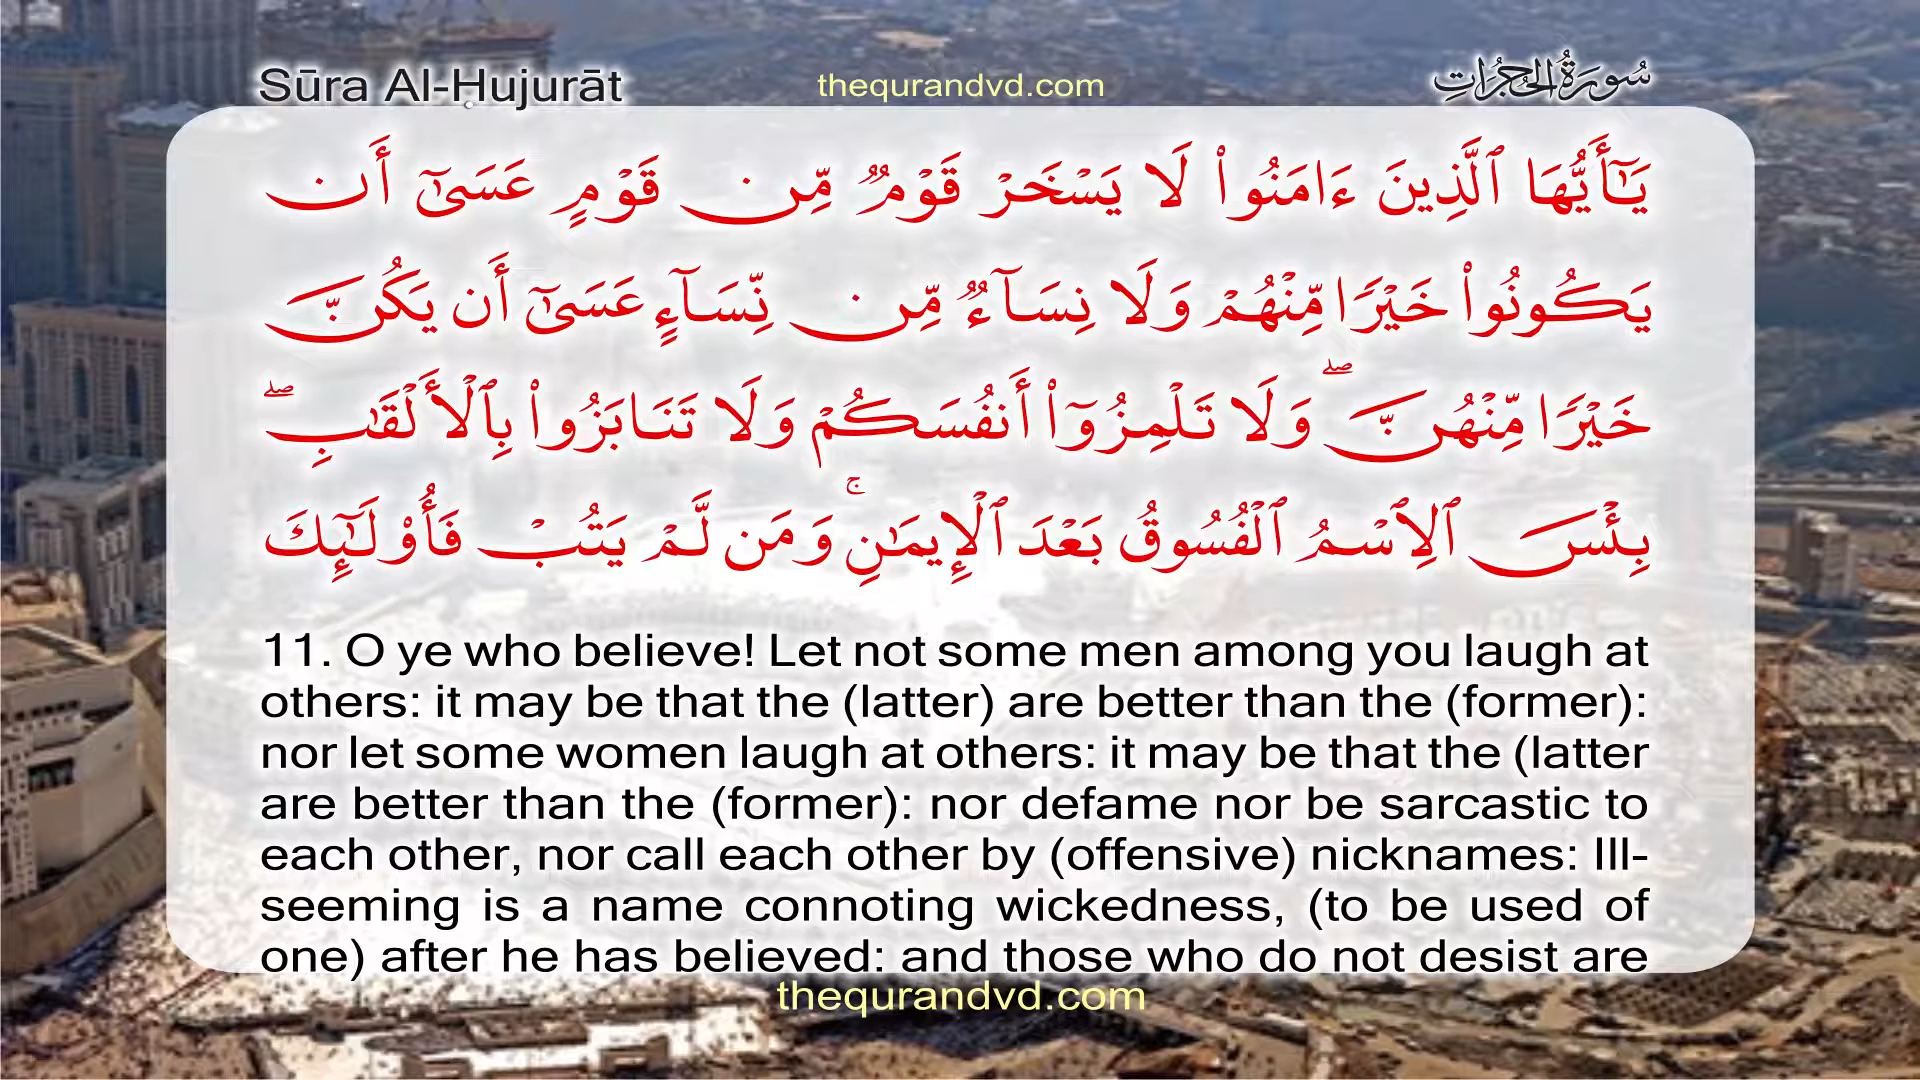 Sūra Al-Ḥujurāt
thequrandvd.com
سُورَةُ الحُجُرَاتِ
يَـٰٓأَيُّهَا ٱلَّذِينَ ءَامَنُوا۟ لَا يَسْخَرْ قَوْمٌ مِّن قَوْمٍ عَسَىٰٓ أَن
يَكُونُوا۟ خَيْرًا مِّنْهُمْ وَلَا نِسَآءٌ مِّن نِّسَآءٍ عَسَىٰٓ أَن يَكُنَّ
خَيْرًا مِّنْهُنَّ ۖ وَلَا تَلْمِزُوٓا۟ أَنفُسَكُمْ وَلَا تَنَابَزُوا۟ بِٱلْأَلْقَـٰبِ ۖ
بِئْسَ ٱلِٱسْمُ ٱلْفُسُوقُ بَعْدَ ٱلْإِيمَـٰنِ ۚ وَمَن لَّمْ يَتُبْ فَأُو۟لَـٰٓئِكَ
11. O ye who believe! Let not some men among you laugh at
others: it may be that the (latter) are better than the (former):
nor let some women laugh at others: it may be that the (latter
are better than the (former): nor defame nor be sarcastic to
each other, nor call each other by (offensive) nicknames: Ill-
seeming is a name connoting wickedness, (to be used of
one) after he has believed: and those who do not desist are
thequrandvd.com